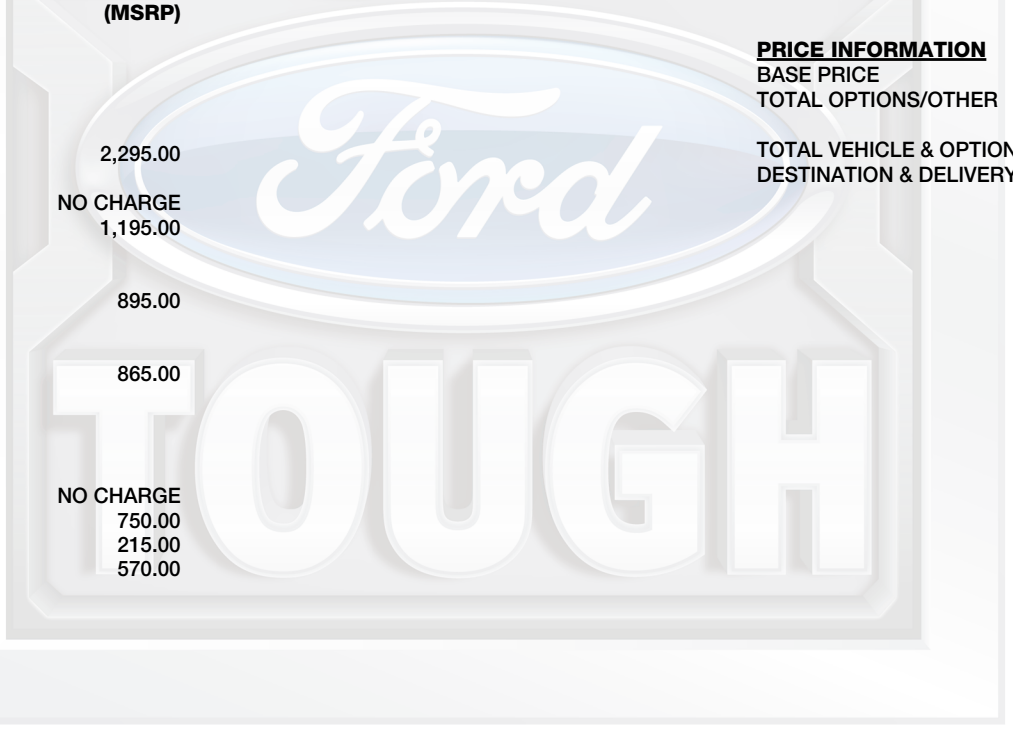 (MSRP)
2,295.00
NO CHARGE
1,195.00
895.00
865.00
NO CHARGE
750.00
215.00
570.00
PRICE INFORMATION
BASE PRICE
TOTAL OPTIONS/OTHER
TOTAL VEHICLE & OPTION
DESTINATION & DELIVERY
Ford
TOUGH